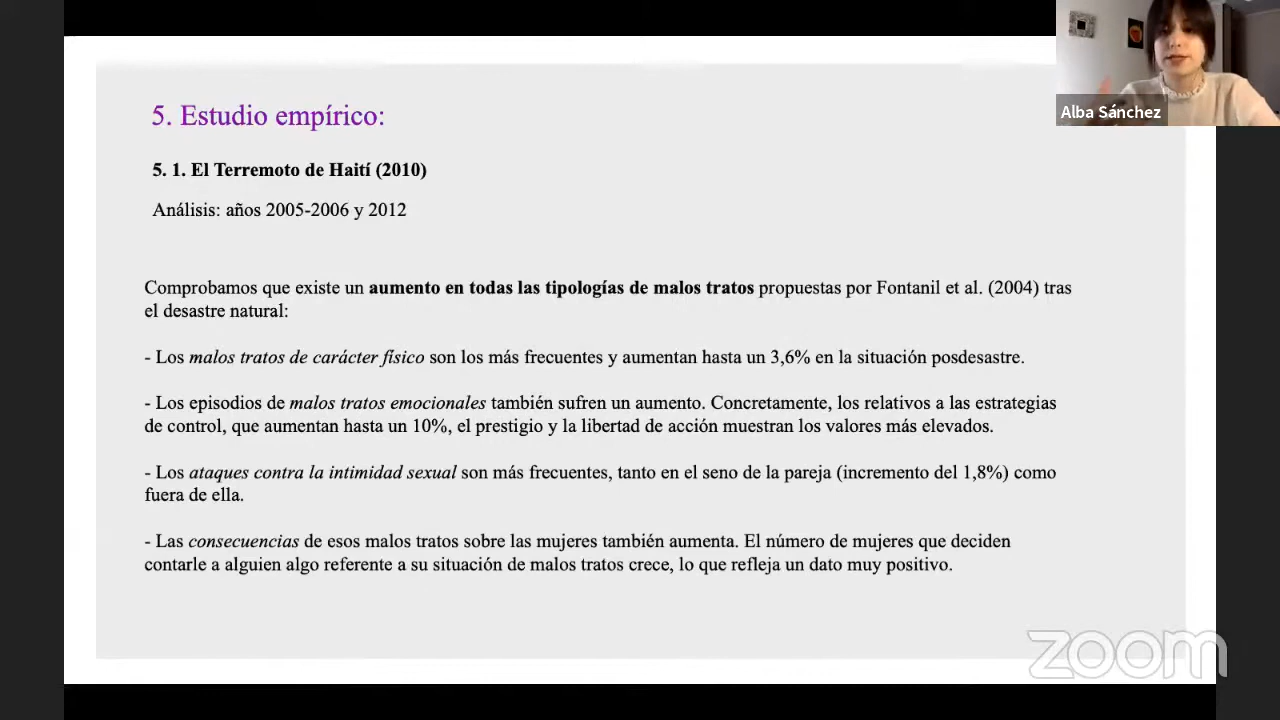 5. Estudio empírico:
Alba Sánchez
5. 1. El Terremoto de Haití (2010)
Análisis: años 2005-2006 y 2012
Comprobamos que existe un aumento en todas las tipologías de malos tratos propuestas por Fontanil et al. (2004) tras
el desastre natural:
- Los malos tratos de carácter físico son los más frecuentes y aumentan hasta un 3,6% en la situación posdesastre.
- Los episodios de malos tratos emocionales también sufren un aumento. Concretamente, los relativos a las estrategias
de control, que aumentan hasta un 10%, el prestigio y la libertad de acción muestran los valores más elevados.
- Los ataques contra la intimidad sexual son más frecuentes, tanto en el seno de la pareja (incremento del 1,8%) como
fuera de ella.
- Las consecuencias de esos malos tratos sobre las mujeres también aumenta. El número de mujeres que deciden
contarle a alguien algo referente a su situación de malos tratos crece, lo que refleja un dato muy positivo.
zoom